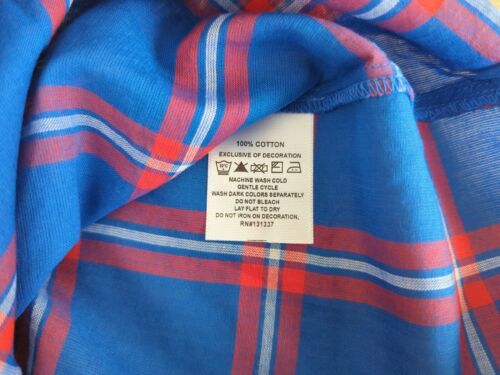 100% COTTON
EXCLUSIVE OF DECORATION
30°C
MACHINE WASH COLD
GENTLE CYCLE
WASH DARK COLORS SEPARATELY
DO NOT BLEACH
LAY FLAT TO DRY
DO NOT IRON ON DECORATION,
RN#131337